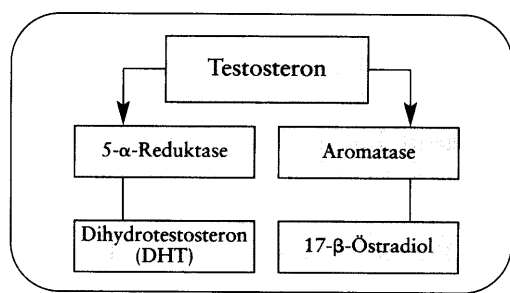 Testosteron
5-α-Reduktase
Aromatase
Dihydrotestosteron
(DHT)
17-β-Östradiol